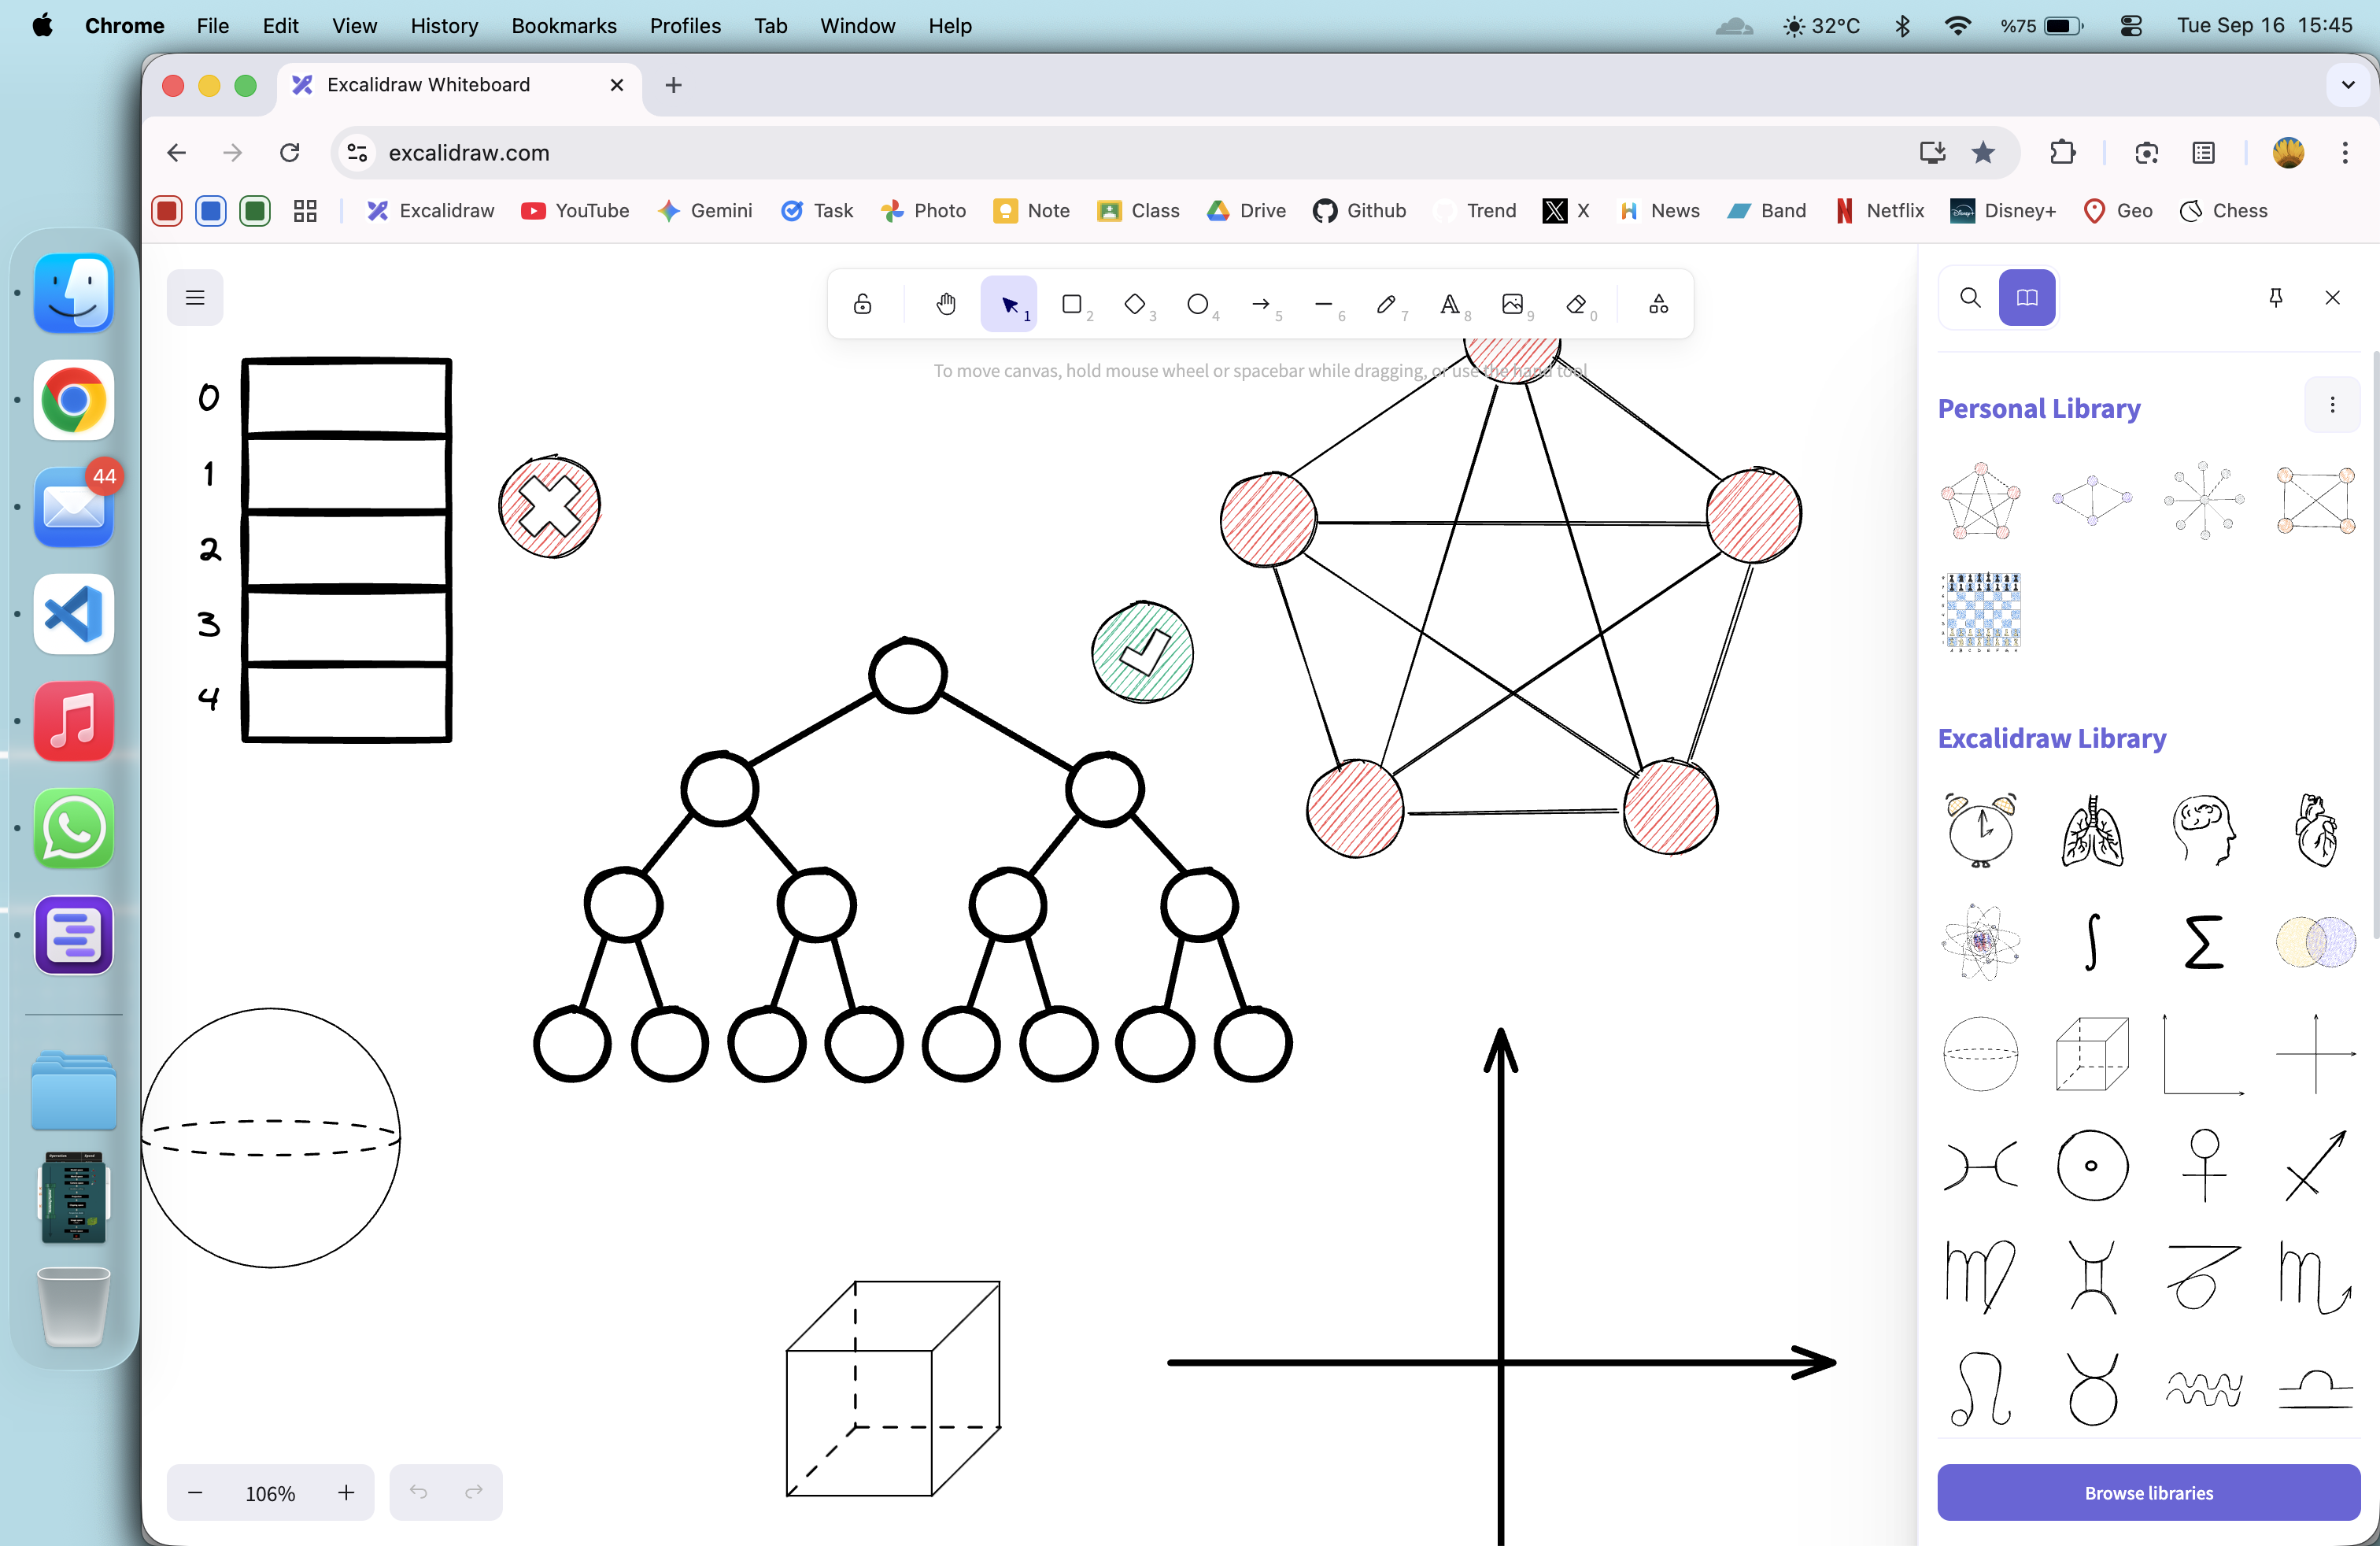 Chrome File Edit View History Bookmarks Profiles Tab Window Help 32°C %75 Tue Sep 16 15:45
Excalidraw Whiteboard
excalidraw.com
Excalidraw YouTube Gemini Task Photo Note Class Drive Github Trend X News Band Netflix Disney+ Geo Chess
1 2 3 4 5 6 7 8 9 0
To move canvas, hold mouse wheel or spacebar while dragging, or use the hand tool
44
0
1
2
3
4
Personal Library
Excalidraw Library
106%
Browse libraries